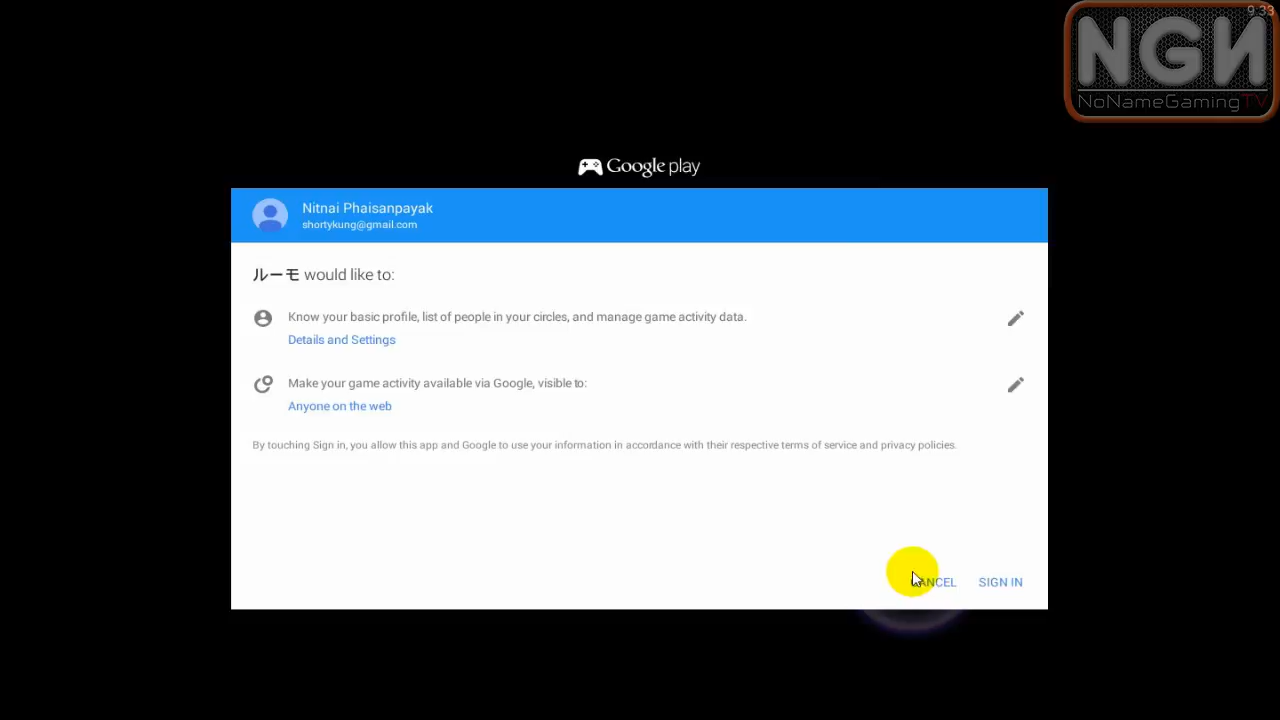 9:33
NGN
NoNameGamingTV
Google play
Nitnai Phaisanpayak
shortykung@gmail.com
ルーモ would like to:
Know your basic profile, list of people in your circles, and manage game activity data.
Details and Settings
Make your game activity available via Google, visible to:
Anyone on the web
By touching Sign in, you allow this app and Google to use your information in accordance with their respective terms of service and privacy policies.
CANCEL SIGN IN